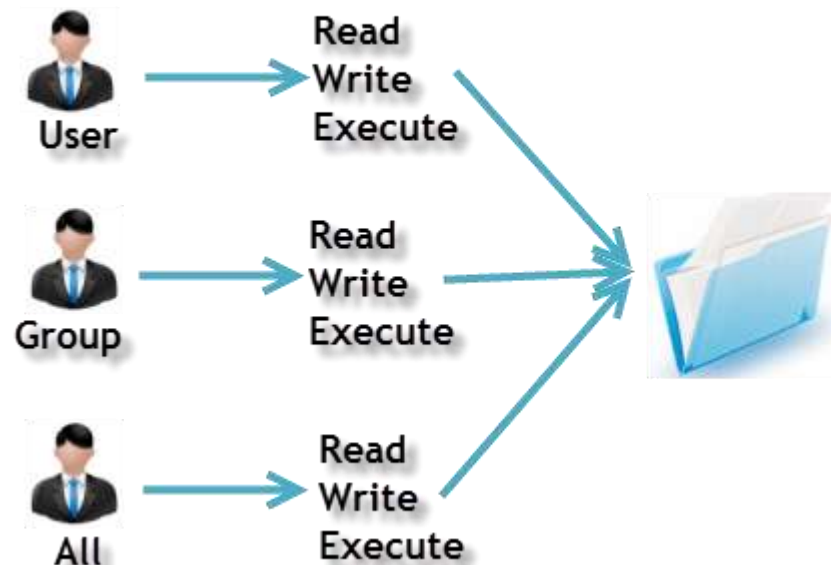 User
Read
Write
Execute
Group
Read
Write
Execute
All
Read
Write
Execute